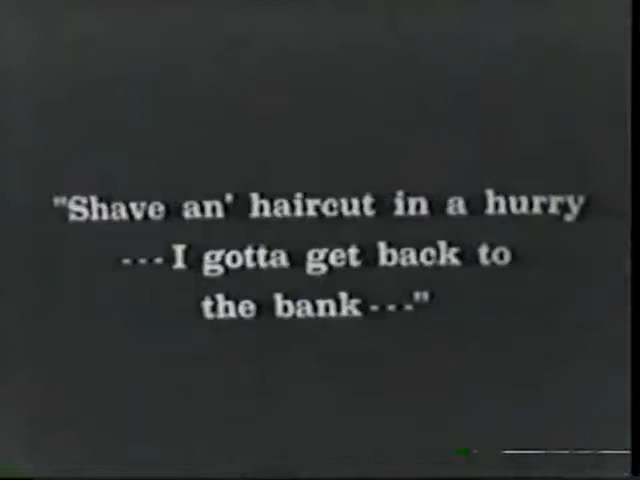 "Shave an' haircut in a hurry
---I gotta get back to
the bank---"